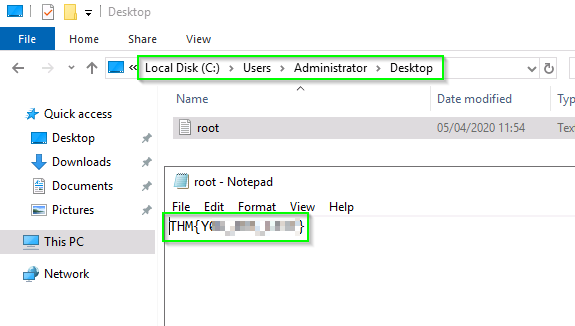 Desktop
File
Home
Share
View
« Local Disk (C:) > Users > Administrator > Desktop
Quick access
Desktop
Downloads
Documents
Pictures
This PC
Network
Name
Date modified
Typ
root
05/04/2020 11:54
Tex
root - Notepad
File Edit Format View Help
THM{Y
}